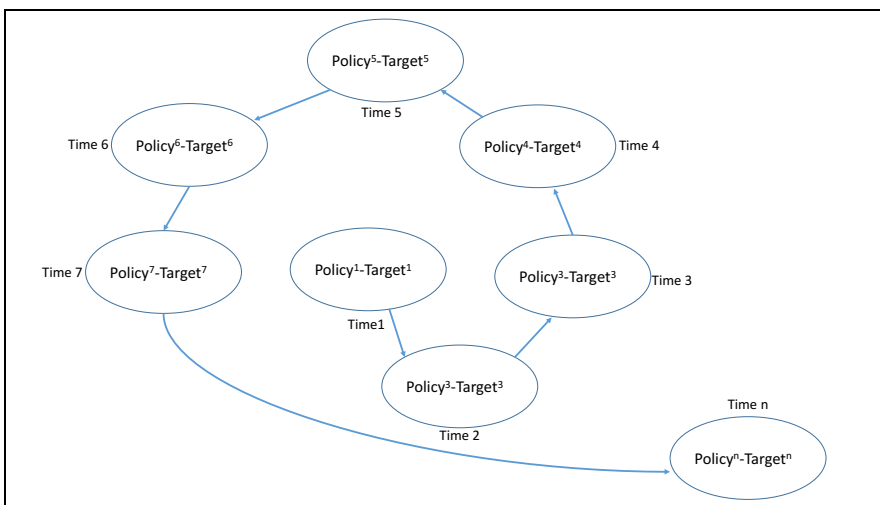 Policy⁵-Target⁵
Time 5
Time 6
Policy⁶-Target⁶
Policy⁴-Target⁴
Time 4
Time 7
Policy⁷-Target⁷
Policy¹-Target¹
Time1
Policy³-Target³
Time 3
Policy³-Target³
Time 2
Time n
Policyⁿ-Targetⁿ